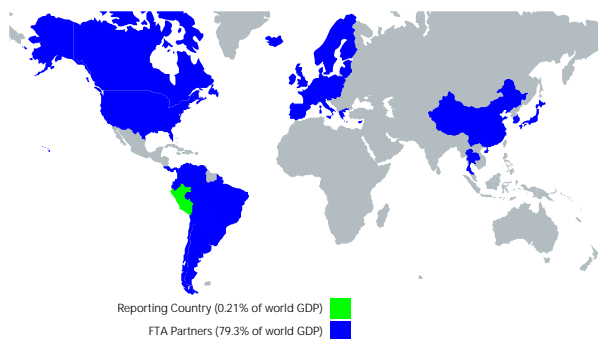 Reporting Country (0.21% of world GDP)
FTA Partners (79.3% of world GDP)